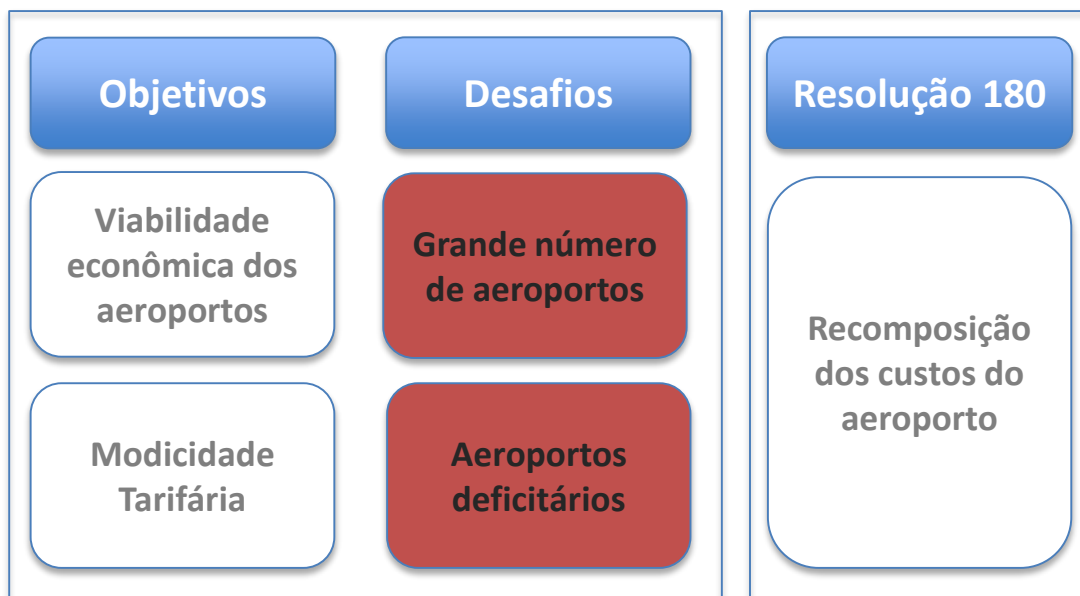 Objetivos
Desafios
Resolução 180
Viabilidade
econômica dos
aeroportos
Grande número
de aeroportos
Recomposição
dos custos do
aeroporto
Modicidade
Tarifária
Aeroportos
deficitários